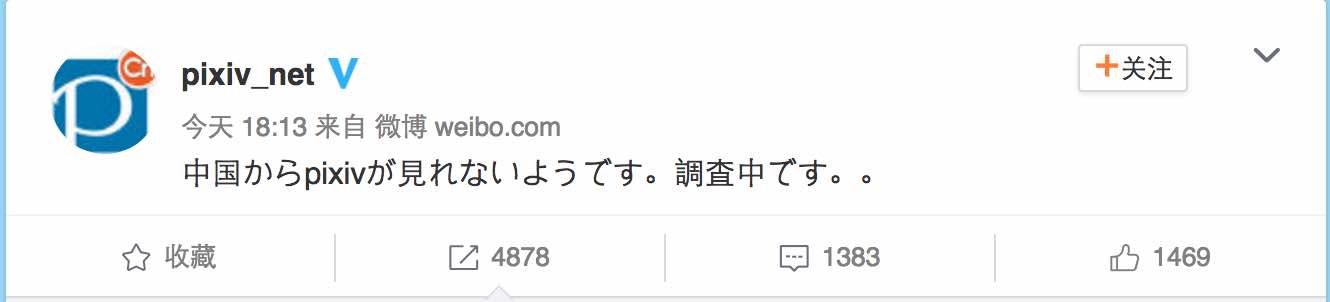 pixiv_net
+关注
今天 18:13 来自 微博 weibo.com
中国からpixivが見れないようです。調査中です。。
收藏
4878
1383
1469